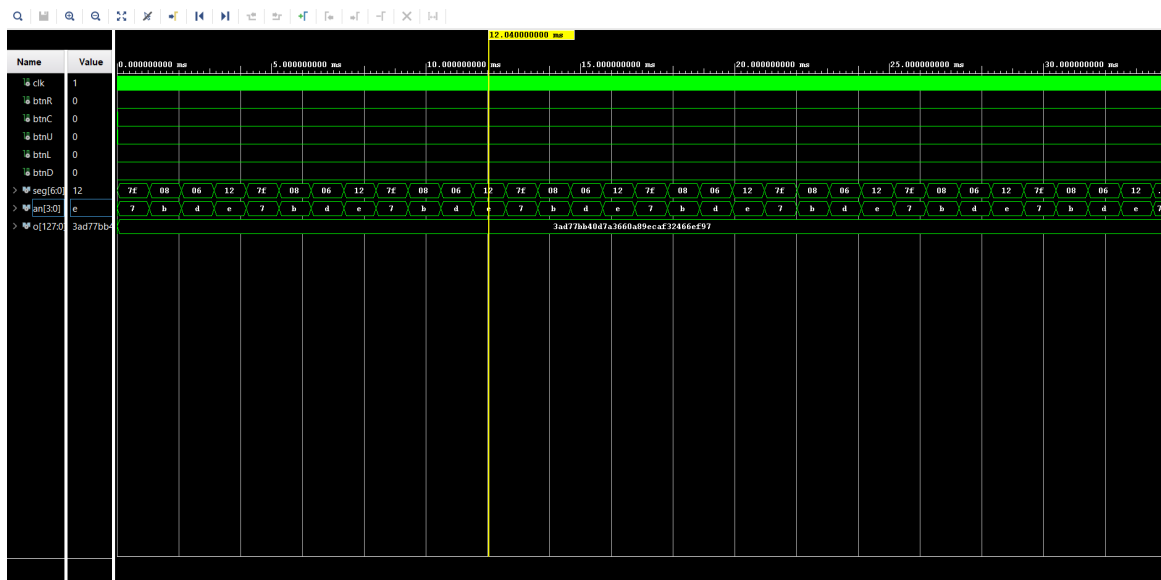 12.040000000 ms
Name Value 0.000000000 ms 5.000000000 ms 10.000000000 ms 15.000000000 ms 20.000000000 ms 25.000000000 ms 30.000000000 ms
clk 1
btnR 0
btnC 0
btnU 0
btnL 0
btnD 0
seg[6:0] 12 7f 08 06 12 7f 08 06 12 7f 08 06 12 7f 08 06 12 7f 08 06 12 7f 08 06 12 7f 08 06 12 7f 08 06 12
an[3:0] e 7 b d e 7 b d e 7 b d e 7 b d e 7 b d e 7 b d e 7 b d e 7 b d e 7
o[127:0] 3ad77bb4 3ad77bb40d7a3660a89ecaf32466ef97